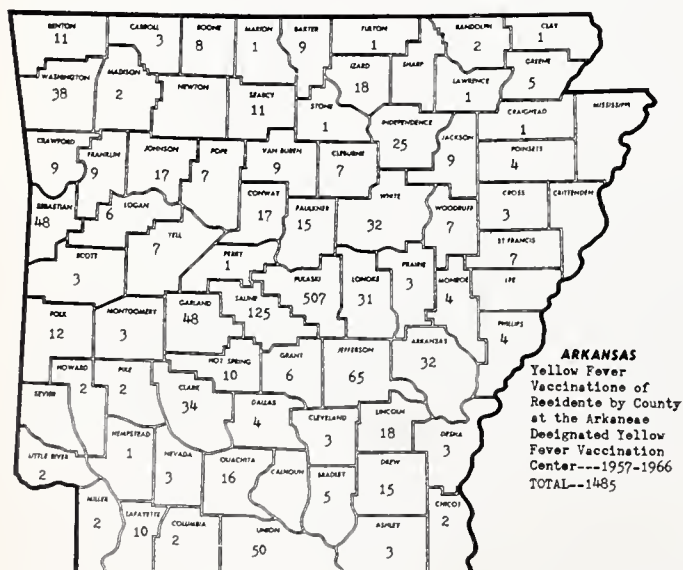 BENTON CARROLL BOONE MARION BAXTER FULTON RANDOLPH CLAY
11 3 8 1 9 1 2 1
WASHINGTON MADISON NEWTON SEARCY STONE IZARD SHARP LAWRENCE GREENE
38 2 11 1 18 1 5
CRAWFORD FRANKLIN JOHNSON POPE VAN BUREN CLEBURNE INDEPENDENCE JACKSON CRAIGHEAD MISSISSIPPI
9 9 17 7 9 7 25 9 1
POINSETT
4
SEBASTIAN LOGAN YELL CONWAY FAULKNER WHITE WOODRUFF CROSS CRITTENDEN
48 6 7 17 15 32 7 3
ST FRANCIS
7
SCOTT PERRY PULASKI LONOKE PRAIRIE MONROE LEE
3 1 507 31 3 4
POLK MONTGOMERY GARLAND SALINE PHILLIPS
12 3 48 125 4
HOWARD PIKE CLARK HOT SPRING GRANT JEFFERSON ARKANSAS
2 2 34 10 6 65 32
SEVIER HEMPSTEAD NEVADA DALLAS CLEVELAND LINCOLN DESHA
1 3 4 3 18 3
LITTLE RIVER OUACHITA CALHOUN BRADLEY DREW
2 16 5 15
MILLER LAFAYETTE COLUMBIA UNION ASHLEY CHICOT
2 10 2 50 3 2
ARKANSAS
Yellow Fever
Vaccinatione of
Residente by County
at the Arkaneae
Deeignated Yellow
Fever Vaccination
Center---1957-1966
TOTAL--1485